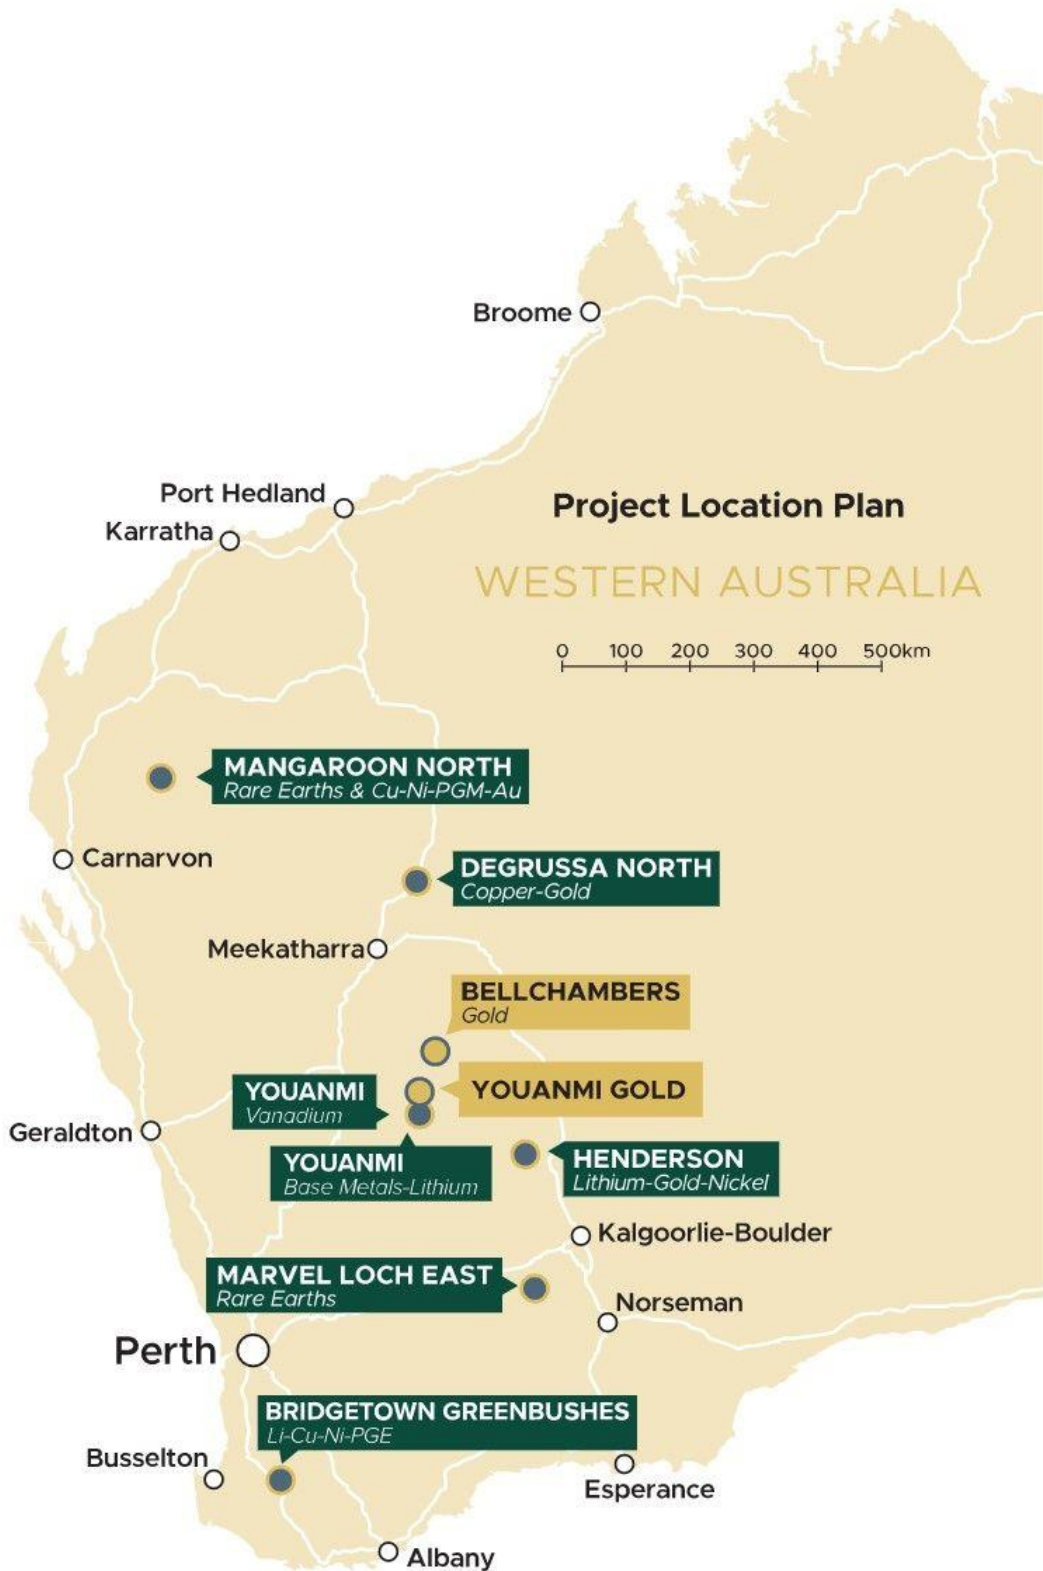 Broome
Port Hedland
Karratha
Project Location Plan
WESTERN AUSTRALIA
0 100 200 300 400 500km
MANGAROON NORTH
Rare Earths & Cu-Ni-PGM-Au
Carnarvon
DEGRUSSA NORTH
Copper-Gold
Meekatharra
BELLCHAMBERS
Gold
YOUANMI
Vanadium
YOUANMI GOLD
Geraldton
YOUANMI
Base Metals-Lithium
HENDERSON
Lithium-Gold-Nickel
Kalgoorlie-Boulder
MARVEL LOCH EAST
Rare Earths
Norseman
Perth
BRIDGETOWN GREENBUSHES
Li-Cu-Ni-PGE
Busselton
Esperance
Albany